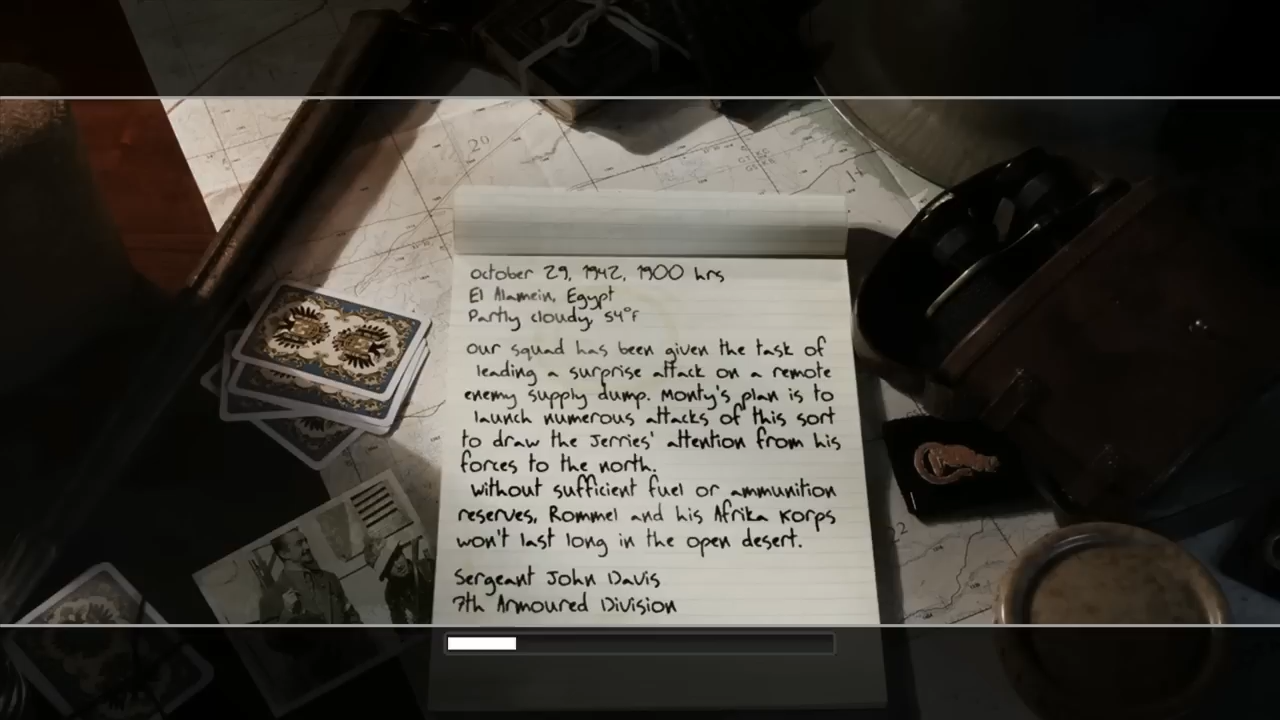 20
14
October 29, 1942, 1900 hrs
El Alamein, Egypt
Partly cloudy, 54°F
Our squad has been given the task of
leading a surprise attack on a remote
enemy supply dump. Monty's plan is to
launch numerous attacks of this sort
to draw the Jerries' attention from his
forces to the north.
Without sufficient fuel or ammunition
reserves, Rommel and his Afrika Korps
won't last long in the open desert.
Sergeant John Davis
7th Armoured Division
22